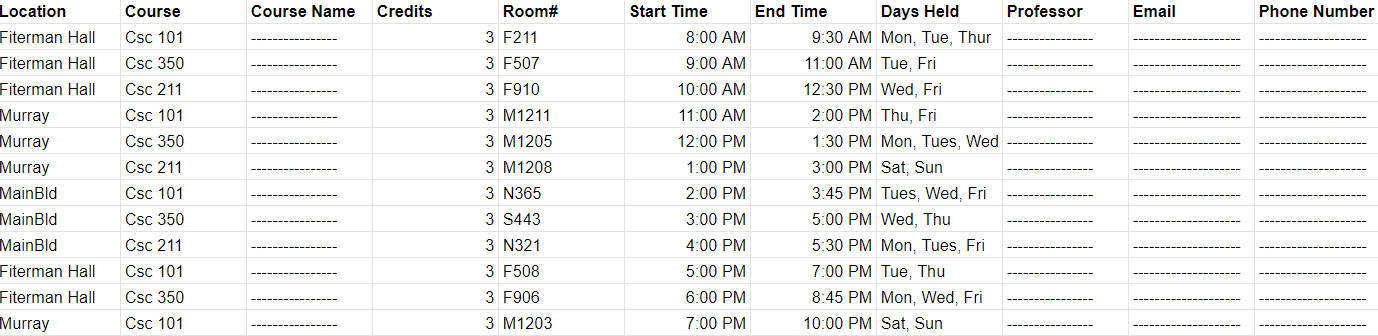 Location Course Course Name Credits Room# Start Time End Time Days Held Professor Email Phone Number
Fiterman Hall Csc 101 ---------------- 3 F211 8:00 AM 9:30 AM Mon, Tue, Thur ---------------- -------------------- --------------------
Fiterman Hall Csc 350 ---------------- 3 F507 9:00 AM 11:00 AM Tue, Fri ---------------- -------------------- --------------------
Fiterman Hall Csc 211 ---------------- 3 F910 10:00 AM 12:30 PM Wed, Fri ---------------- -------------------- --------------------
Murray Csc 101 ---------------- 3 M1211 11:00 AM 2:00 PM Thu, Fri ---------------- -------------------- --------------------
Murray Csc 350 ---------------- 3 M1205 12:00 PM 1:30 PM Mon, Tues, Wed ---------------- -------------------- --------------------
Murray Csc 211 ---------------- 3 M1208 1:00 PM 3:00 PM Sat, Sun ---------------- -------------------- --------------------
MainBld Csc 101 ---------------- 3 N365 2:00 PM 3:45 PM Tues, Wed, Fri ---------------- -------------------- --------------------
MainBld Csc 350 ---------------- 3 S443 3:00 PM 5:00 PM Wed, Thu ---------------- -------------------- --------------------
MainBld Csc 211 ---------------- 3 N321 4:00 PM 5:30 PM Mon, Tues, Fri ---------------- -------------------- --------------------
Fiterman Hall Csc 101 ---------------- 3 F508 5:00 PM 7:00 PM Tue, Thu ---------------- -------------------- --------------------
Fiterman Hall Csc 350 ---------------- 3 F906 6:00 PM 8:45 PM Mon, Wed, Fri ---------------- -------------------- --------------------
Murray Csc 101 ---------------- 3 M1203 7:00 PM 10:00 PM Sat, Sun ---------------- -------------------- --------------------